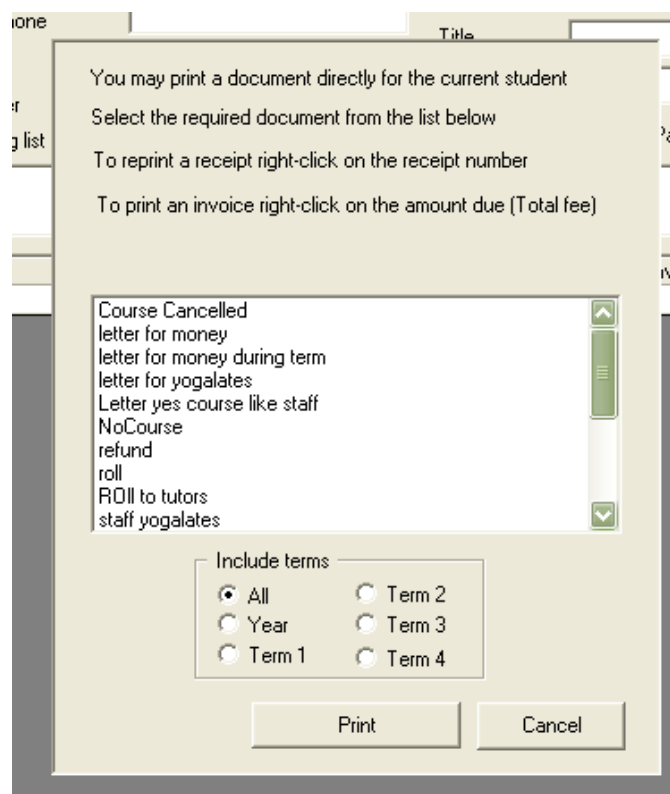 one
Title
You may print a document directly for the current student
er
Select the required document from the list below
g list
To reprint a receipt right-click on the receipt number
To print an invoice right-click on the amount due (Total fee)
Course Cancelled
letter for money
letter for money during term
letter for yogalates
Letter yes course like staff
NoCourse
refund
roll
ROll to tutors
staff yogalates
Include terms
All
Term 2
Year
Term 3
Term 1
Term 4
Print
Cancel